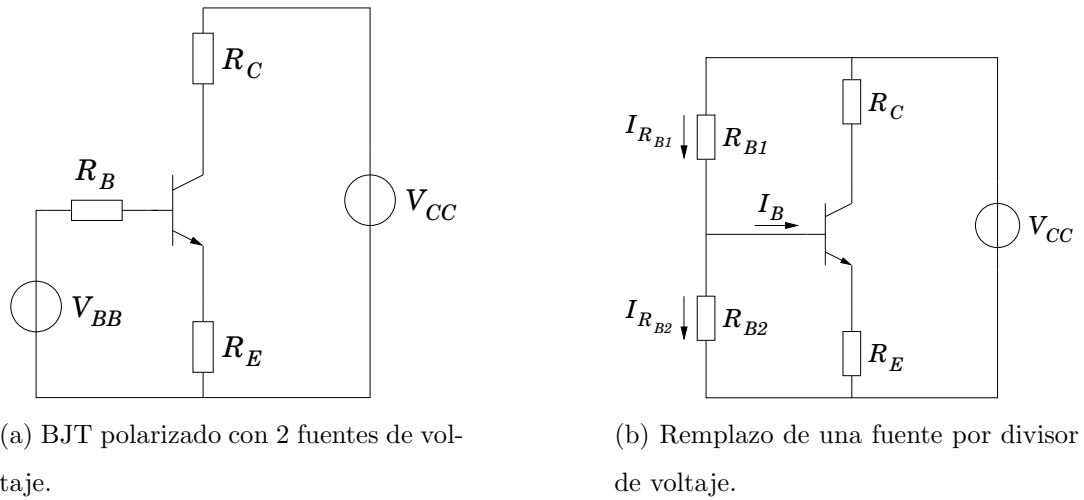 R_C
R_B
V_CC
V_BB
R_E
(a) BJT polarizado con 2 fuentes de vol-
taje.
R_C
I_R_B1
R_B1
I_B
V_CC
I_R_B2
R_B2
R_E
(b) Remplazo de una fuente por divisor
de voltaje.